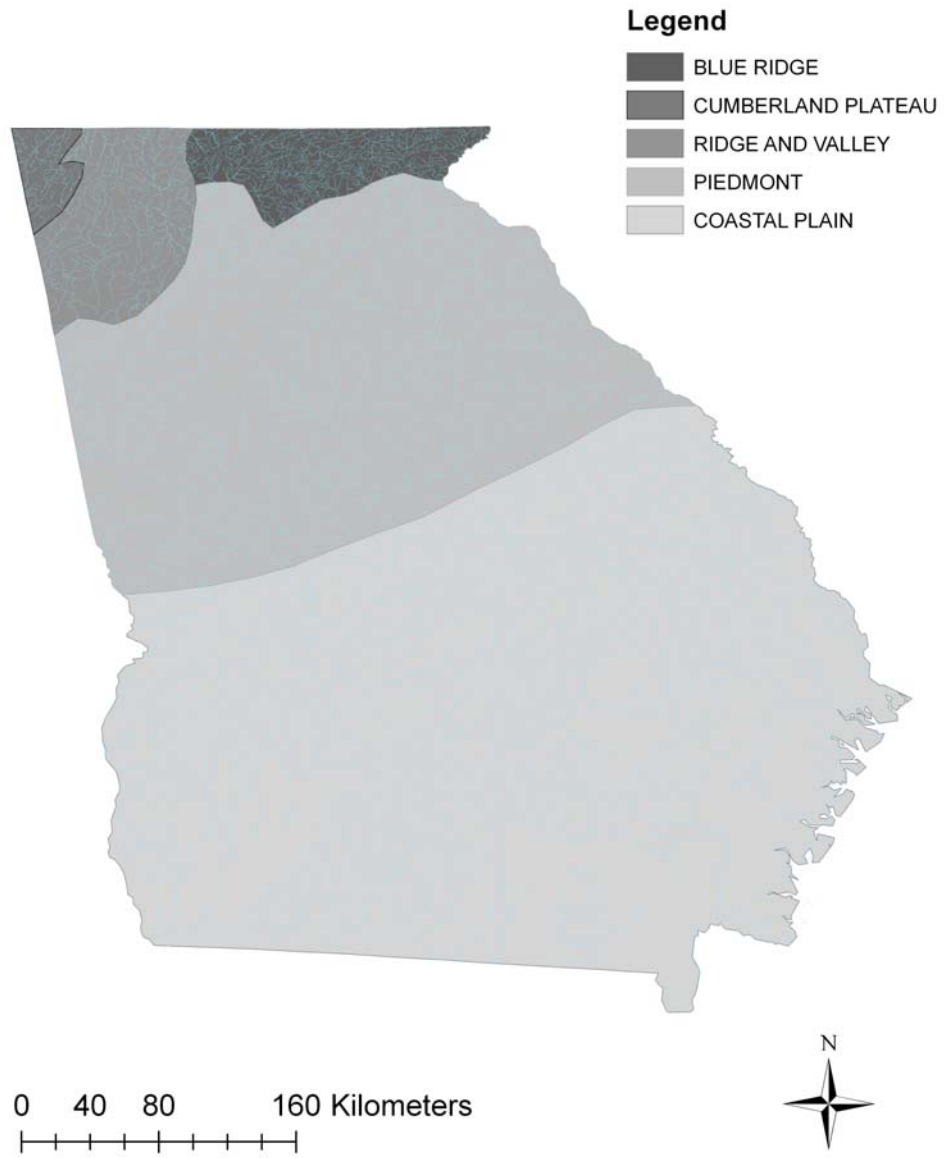 Legend
BLUE RIDGE
CUMBERLAND PLATEAU
RIDGE AND VALLEY
PIEDMONT
COASTAL PLAIN
N
0 40 80 160 Kilometers